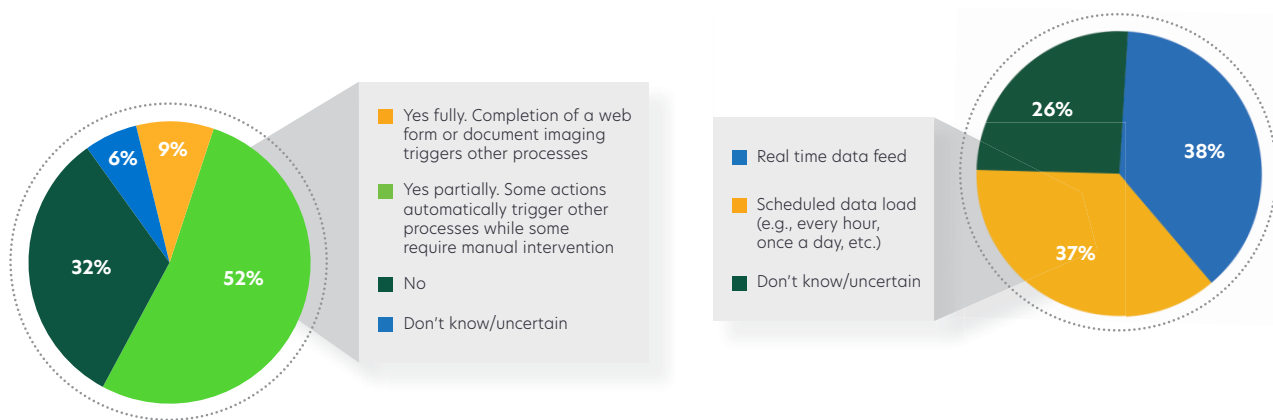 6%
9%
32%
52%
Yes fully. Completion of a web
form or document imaging
triggers other processes
Yes partially. Some actions
automatically trigger other
processes while some
require manual intervention
No
Don't know/uncertain
Real time data feed
Scheduled data load
(e.g., every hour,
once a day, etc.)
Don't know/uncertain
26%
38%
37%